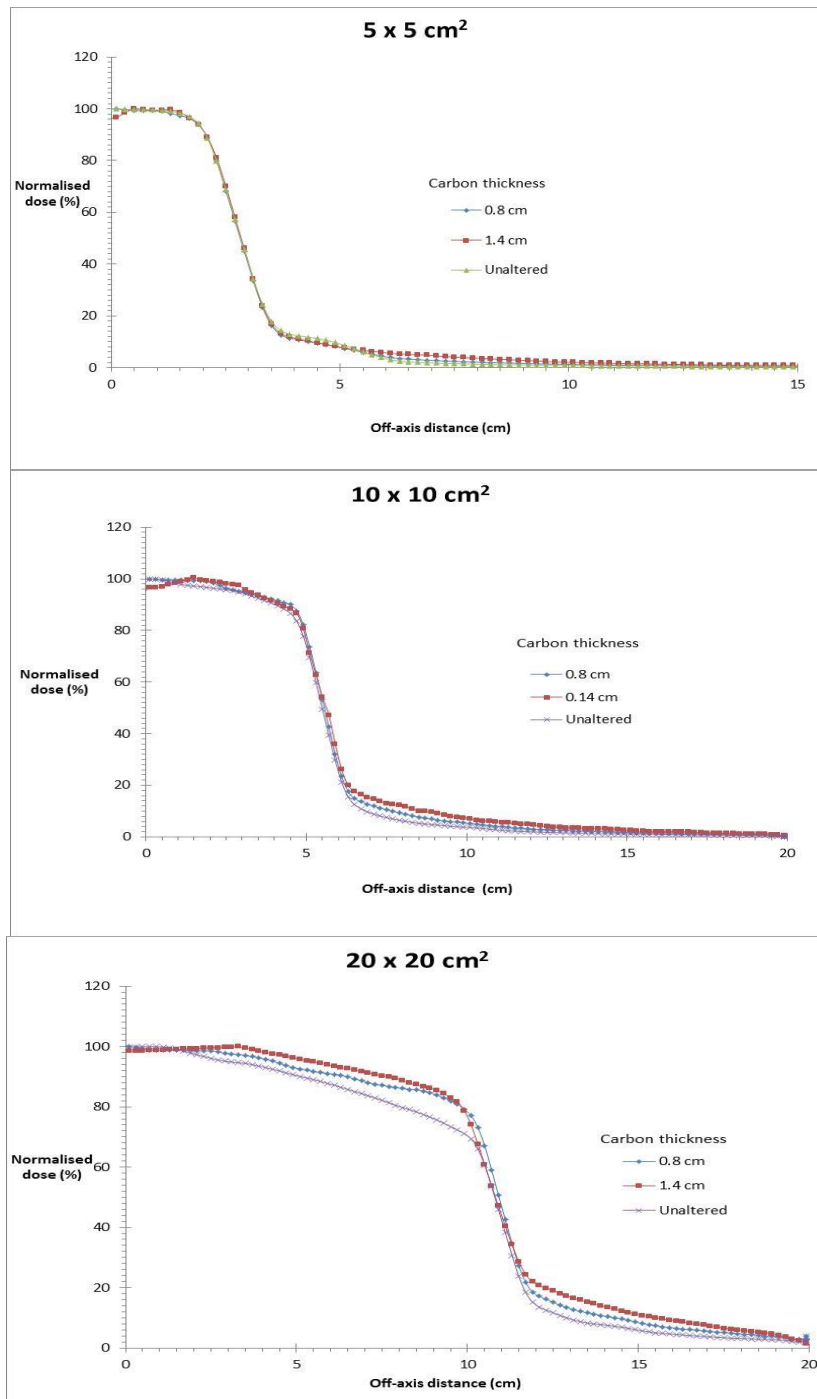 5 x 5 cm²
120
100
80
Normalised
dose (%)
60
40
20
0
Carbon thickness
0.8 cm
1.4 cm
Unaltered
0 5 10 15
Off-axis distance (cm)
10 x 10 cm²
120
100
80
Normalised
dose (%)
60
40
20
0
Carbon thickness
0.8 cm
0.14 cm
Unaltered
0 5 10 15 20
Off-axis distance (cm)
20 x 20 cm²
120
100
80
Normalised
dose (%)
60
40
20
0
Carbon thickness
0.8 cm
1.4 cm
Unaltered
0 5 10 15 20
Off-axis distance (cm)